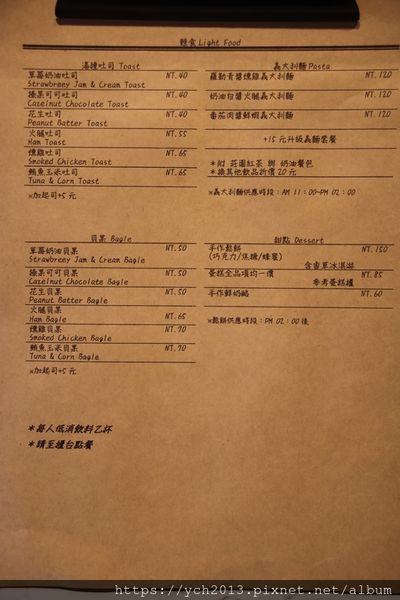 輕食 Light Food
湯種吐司 Toast
草莓奶油吐司 NT.40
Strawbreey Jam & Cream Toast
榛果可可吐司 NT.40
Cazelnut Chocolate Toast
花生吐司 NT.40
Peanut Batter Toast
火腿吐司 NT.55
Ham Toast
燻雞吐司 NT.65
Smoked Chicken Toast
鮪魚玉米吐司 NT.65
Tuna & Corn Toast
※加起司+5元
義大利麵 Pasta
羅勒青醬燻雞義大利麵 NT.120
奶油白醬火腿義大利麵 NT.120
番茄肉醬鮮蝦義大利麵 NT.120
+15元升級義麵套餐
*附 莊園紅茶 與 奶油餐包
*換其他飲品折價20元
※義大利麵供應時段：AM 11：00~PM 02：00
貝果 Bagle
草莓奶油貝果 NT.50
Strawbreey Jam & Cream Bagle
榛果可可貝果 NT.50
Cazelnut Chocolate Bagle
花生貝果 NT.50
Peanut Batter Bagle
火腿貝果 NT.65
Ham Bagle
燻雞貝果 NT.70
Smoked Chicken Bagle
鮪魚玉米貝果 NT.70
Tuna & Corn Bagle
※加起司+5元
甜點 Dessert
手作鬆餅 NT.150
(巧克力/焦糖/蜂蜜)
含香草冰淇淋
蛋糕全品項均一價 NT.85
參考蛋糕櫃
手作鮮奶酪 NT.60
※鬆餅供應時段：PM 02：00後
*每人低消飲料乙杯
*請至櫃台點餐
https://ych2013.pixnet.net/album